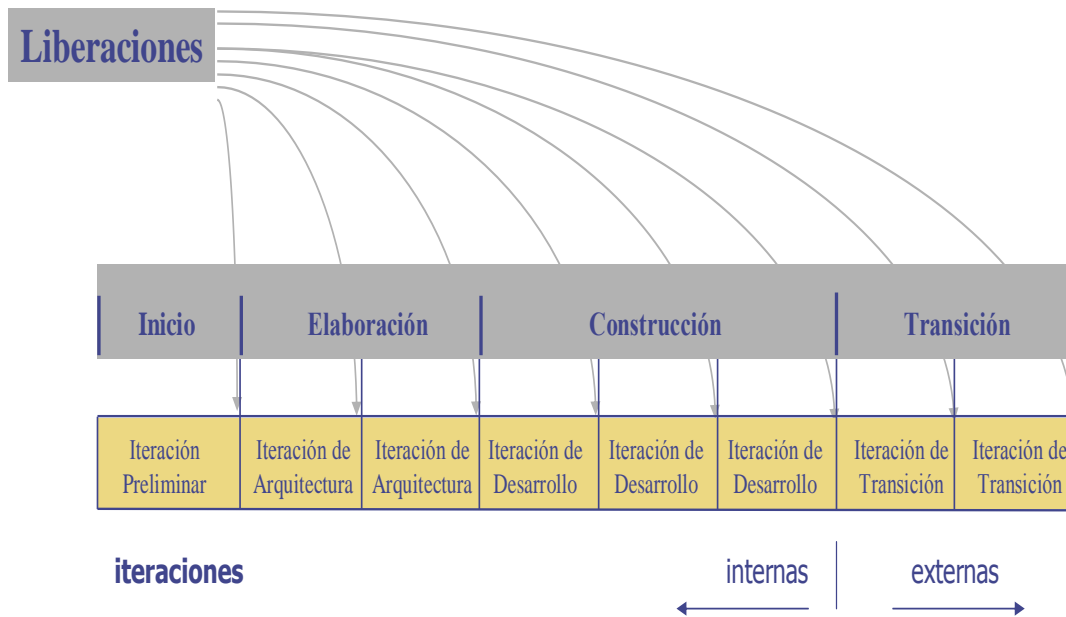 Liberaciones
Inicio
Elaboración
Construcción
Transición
Iteración
Preliminar
Iteración de
Arquitectura
Iteración de
Arquitectura
Iteración de
Desarrollo
Iteración de
Desarrollo
Iteración de
Desarrollo
Iteración de
Transición
Iteración de
Transición
iteraciones
internas
externas